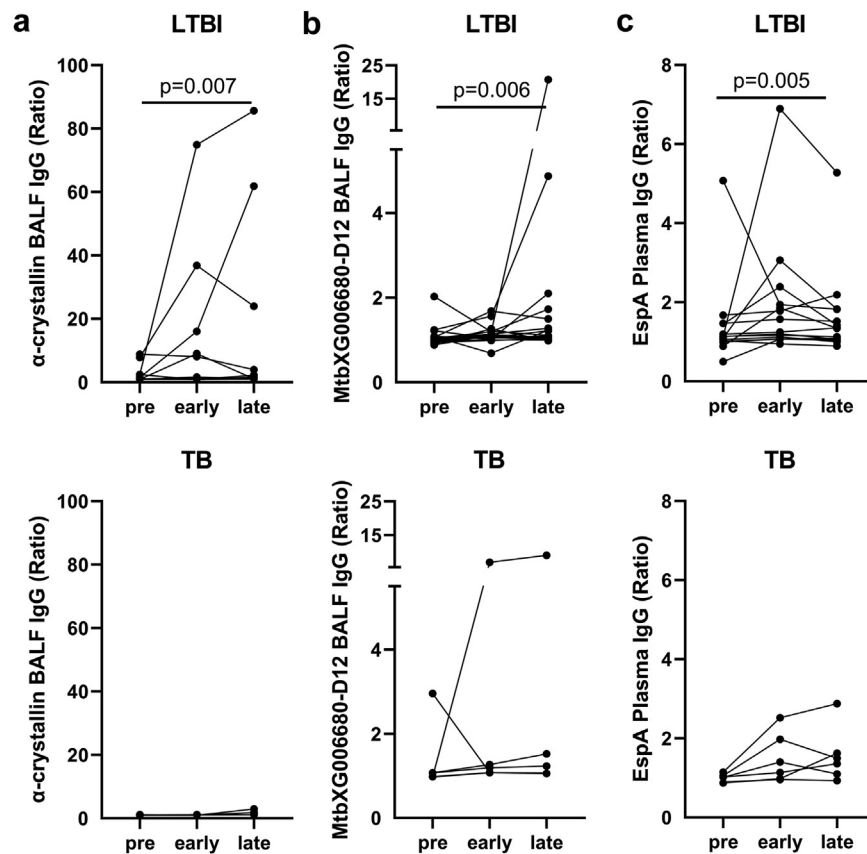 a
LTBI
α-crystallin BALF IgG (Ratio)
100
80
60
40
20
0
p=0.007
pre early late
b
LTBI
MtbXG006680-D12 BALF IgG (Ratio)
25
15
4
2
0
p=0.006
pre early late
c
LTBI
EspA Plasma IgG (Ratio)
8
6
4
2
0
p=0.005
pre early late
TB
α-crystallin BALF IgG (Ratio)
100
80
60
40
20
0
pre early late
TB
MtbXG006680-D12 BALF IgG (Ratio)
25
15
4
2
0
pre early late
TB
EspA Plasma IgG (Ratio)
8
6
4
2
0
pre early late